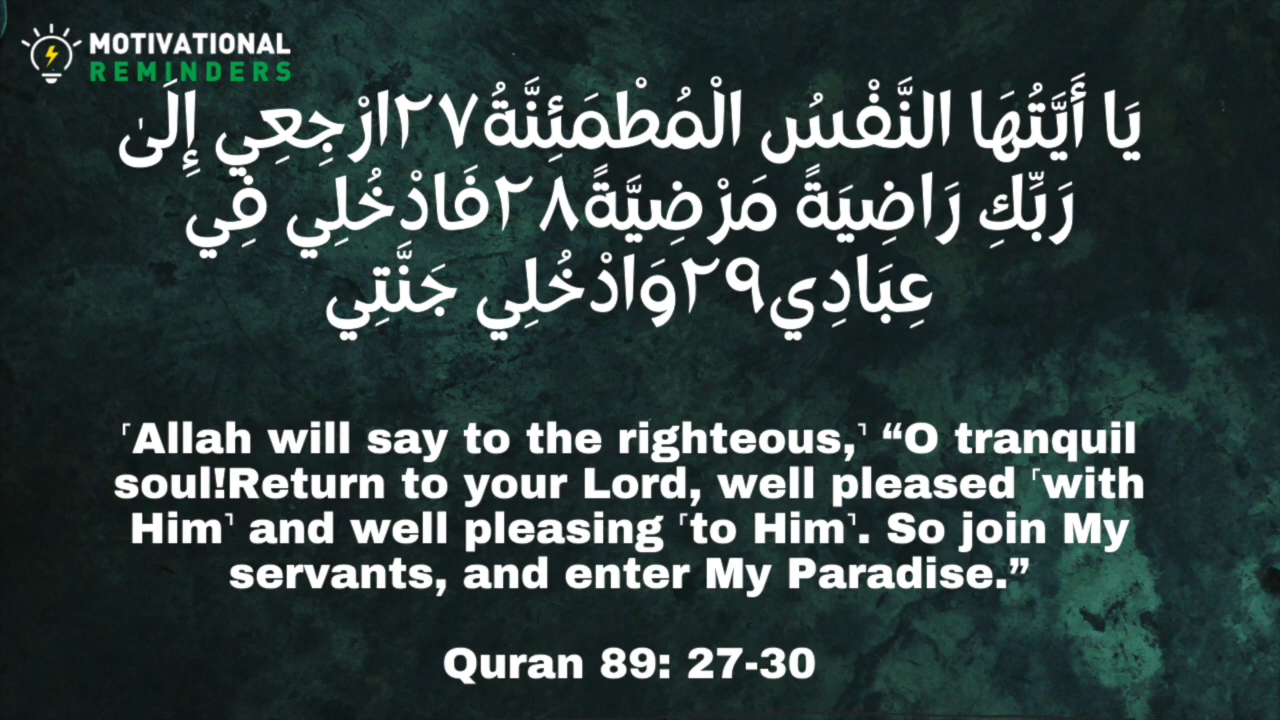 MOTIVATIONAL
REMINDERS
يَا أَيَّتُهَا النَّفْسُ الْمُطْمَئِنَّةُ٢٧ارْجِعِي إِلَىٰ
رَبِّكِ رَاضِيَةً مَرْضِيَّةً٢٨فَادْخُلِي فِي
عِبَادِي٢٩وَادْخُلِي جَنَّتِي
˹Allah will say to the righteous,˺ “O tranquil
soul!Return to your Lord, well pleased ˹with
Him˺ and well pleasing ˹to Him˺. So join My
servants, and enter My Paradise.”
Quran 89: 27-30